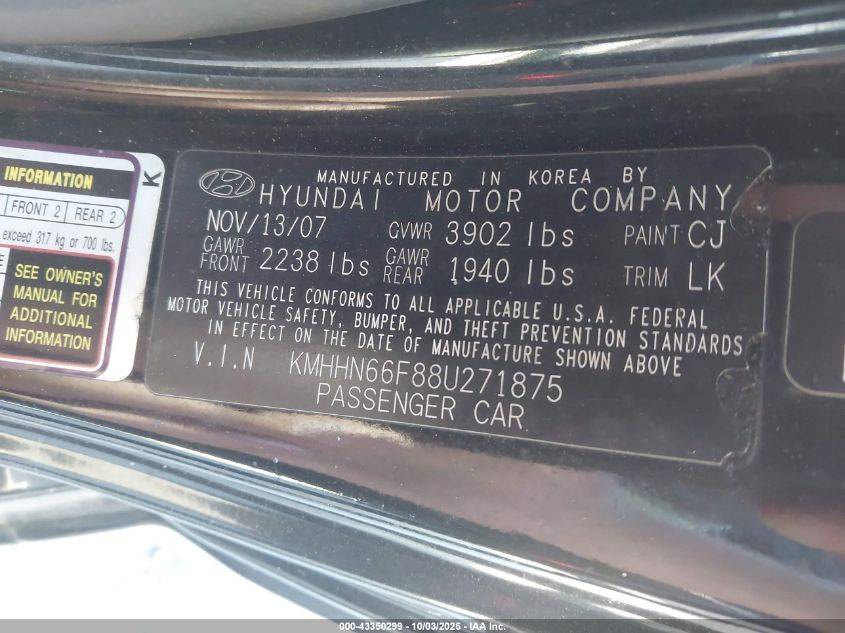 INFORMATION
FRONT 2 REAR 2
exceed 317 kg or 700 lbs.
SEE OWNER'S
MANUAL FOR
ADDITIONAL
INFORMATION
K
MANUFACTURED IN KOREA BY
HYUNDAI MOTOR COMPANY
NOV/13/07 GVWR 3902 lbs PAINT CJ
GAWR FRONT 2238 lbs GAWR REAR 1940 lbs TRIM LK
THIS VEHICLE CONFORMS TO ALL APPLICABLE U.S.A. FEDERAL
MOTOR VEHICLE SAFETY, BUMPER, AND THEFT PREVENTION STANDARDS
IN EFFECT ON THE DATE OF MANUFACTURE SHOWN ABOVE
V.I.N KMHHN66F88U271875
PASSENGER CAR
000-43350299 - 10/03/2025 - IAAI.com